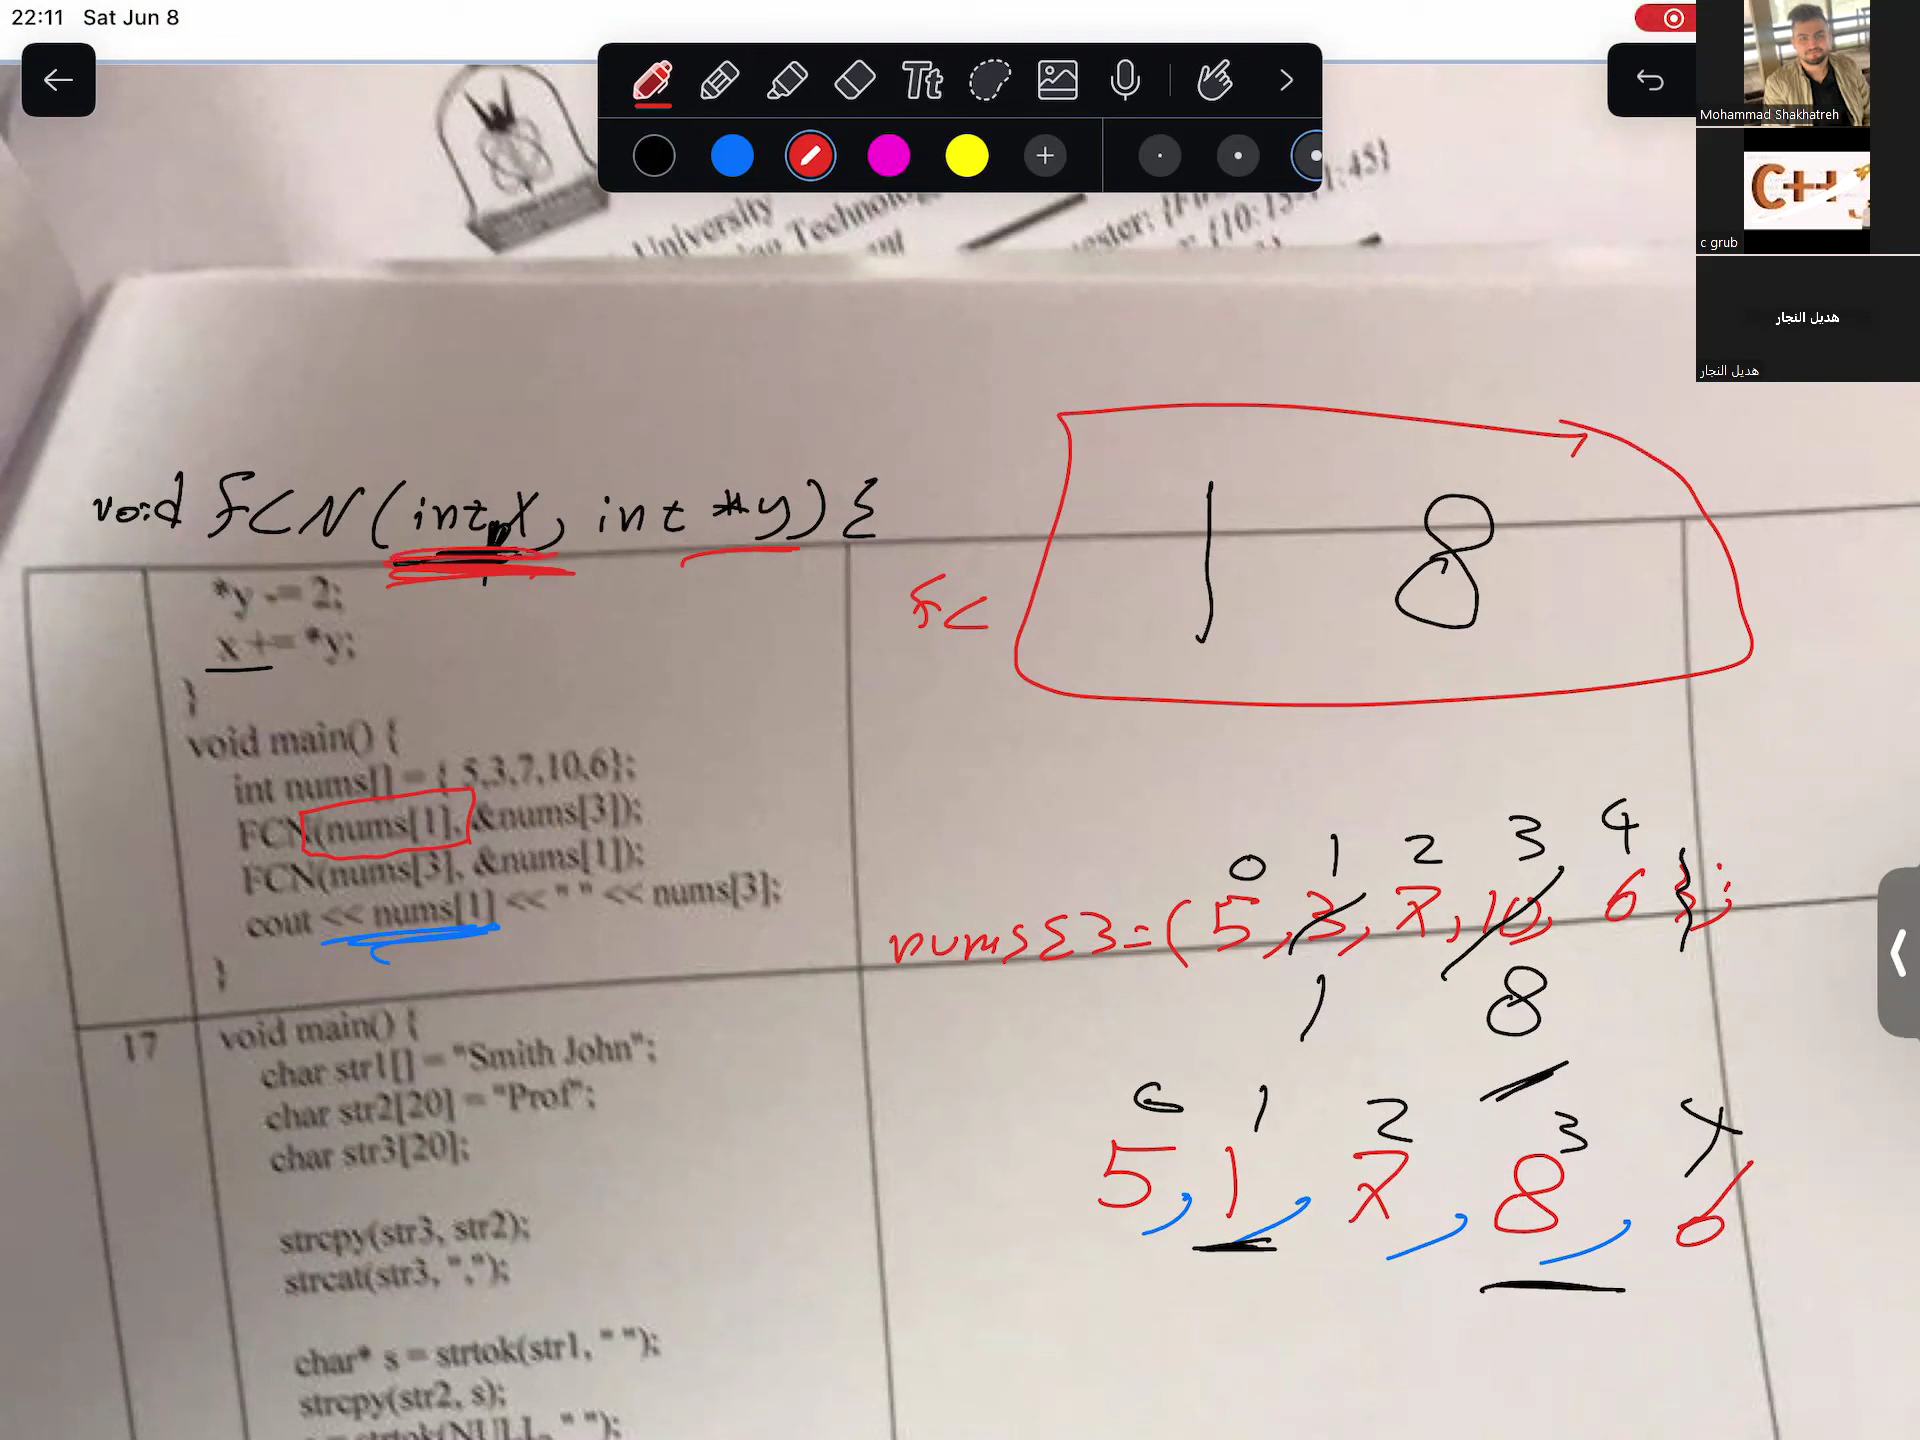 22:11 Sat Jun 8
Tt
Mohammad Shakhatreh
C++
c grub
هديل النجار
هديل النجار
University
void FCN (int X, int *y) {
*y -= 2;
x += *y;
}
void main() {
int nums[] = { 5,3,7,10,6};
FCN(nums[1], &nums[3]);
FCN(nums[3], &nums[1]);
cout << nums[1] << " " << nums[3];
}
FC
1 8
0 1 2 3 4
5, 3, 7, 10, 6 };
1 8
0 1 2 3 4
5, 1, 7, 8, 6
17
void main() {
char str1[] = "Smith John";
char str2[20] = "Prof";
char str3[20];
strcpy(str3, str2);
strcat(str3, ",");
char* s = strtok(str1, " ");
strcpy(str2, s);